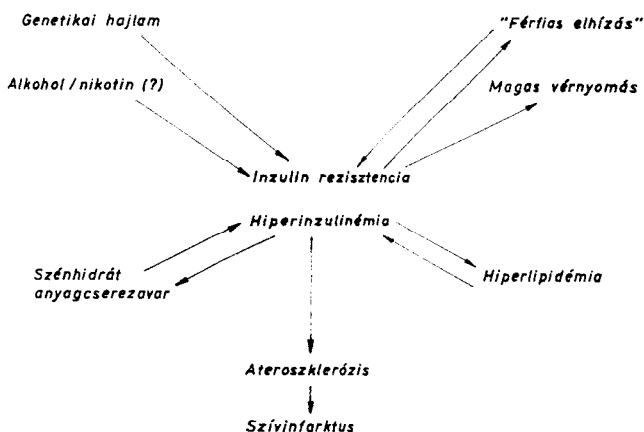 Genetikai hajlam
"Férfias elhízás"
Alkohol / nikotin (?)
Magas vérnyomás
Inzulin rezisztencia
Hiperinzulinémia
Szénhidrát
anyagcserezavar
Hiperlipidémia
Ateroszklerózis
Szívinfarktus